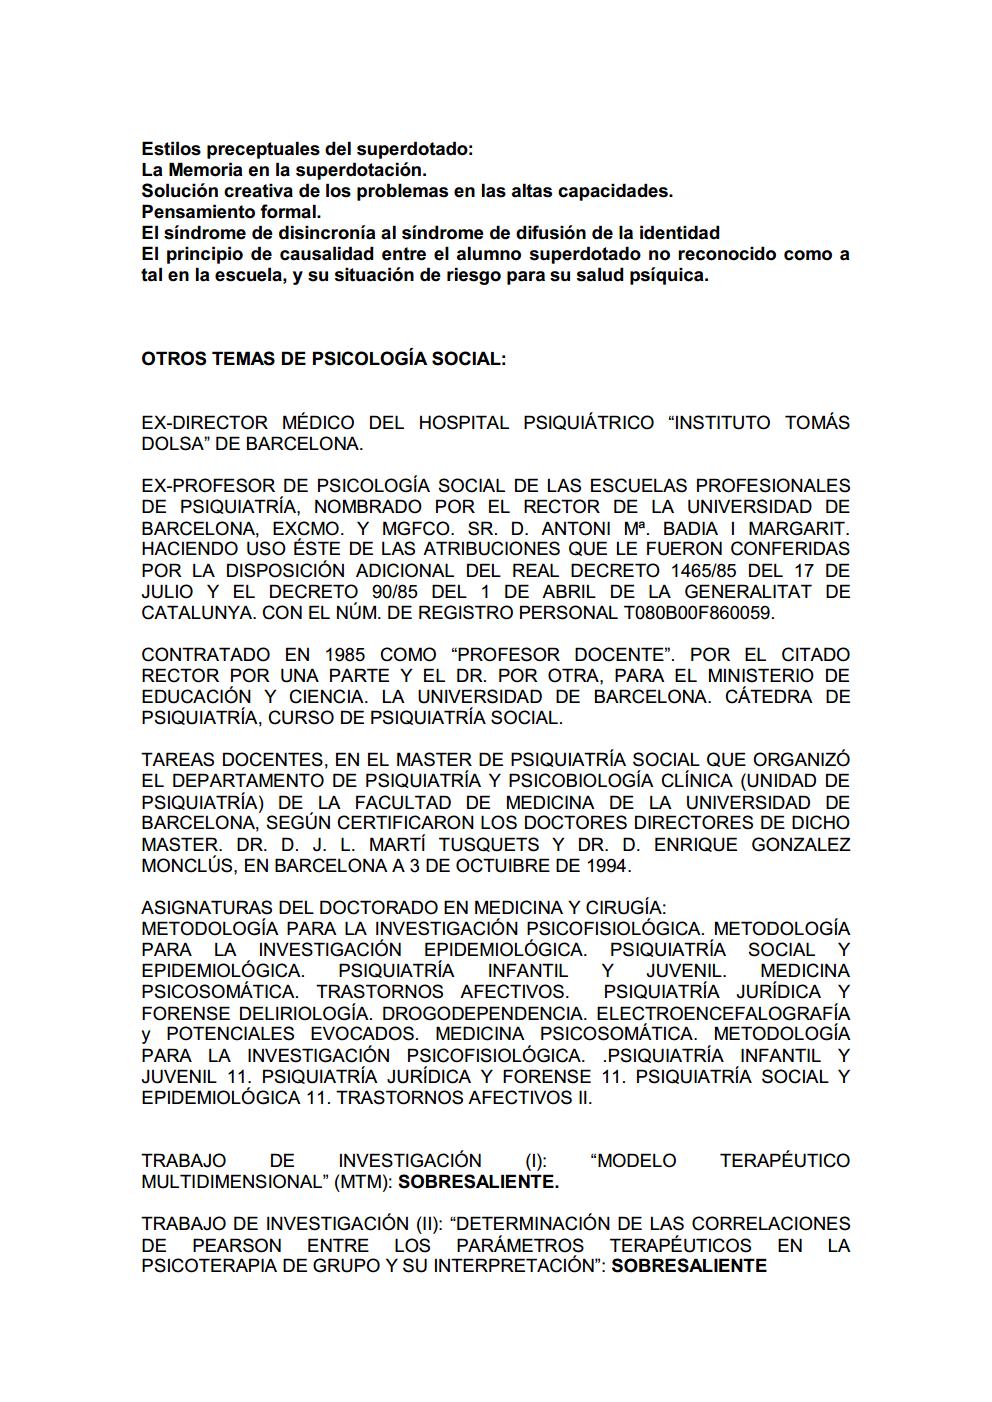 Estilos preceptuales del superdotado:
La Memoria en la superdotación.
Solución creativa de los problemas en las altas capacidades.
Pensamiento formal.
El síndrome de disincronía al síndrome de difusión de la identidad
El principio de causalidad entre el alumno superdotado no reconocido como a
tal en la escuela, y su situación de riesgo para su salud psíquica.
OTROS TEMAS DE PSICOLOGÍA SOCIAL:
EX-DIRECTOR MÉDICO DEL HOSPITAL PSIQUIÁTRICO “INSTITUTO TOMÁS
DOLSA” DE BARCELONA.
EX-PROFESOR DE PSICOLOGÍA SOCIAL DE LAS ESCUELAS PROFESIONALES
DE PSIQUIATRÍA, NOMBRADO POR EL RECTOR DE LA UNIVERSIDAD DE
BARCELONA, EXCMO. Y MGFCO. SR. D. ANTONI Mª. BADIA I MARGARIT.
HACIENDO USO ÉSTE DE LAS ATRIBUCIONES QUE LE FUERON CONFERIDAS
POR LA DISPOSICIÓN ADICIONAL DEL REAL DECRETO 1465/85 DEL 17 DE
JULIO Y EL DECRETO 90/85 DEL 1 DE ABRIL DE LA GENERALITAT DE
CATALUNYA. CON EL NÚM. DE REGISTRO PERSONAL T080B00F860059.
CONTRATADO EN 1985 COMO “PROFESOR DOCENTE”. POR EL CITADO
RECTOR POR UNA PARTE Y EL DR. POR OTRA, PARA EL MINISTERIO DE
EDUCACIÓN Y CIENCIA. LA UNIVERSIDAD DE BARCELONA. CÁTEDRA DE
PSIQUIATRÍA, CURSO DE PSIQUIATRÍA SOCIAL.
TAREAS DOCENTES, EN EL MASTER DE PSIQUIATRÍA SOCIAL QUE ORGANIZÓ
EL DEPARTAMENTO DE PSIQUIATRÍA Y PSICOBIOLOGÍA CLÍNICA (UNIDAD DE
PSIQUIATRÍA) DE LA FACULTAD DE MEDICINA DE LA UNIVERSIDAD DE
BARCELONA, SEGÚN CERTIFICARON LOS DOCTORES DIRECTORES DE DICHO
MASTER. DR. D. J. L. MARTÍ TUSQUETS Y DR. D. ENRIQUE GONZALEZ
MONCLÚS, EN BARCELONA A 3 DE OCTUIBRE DE 1994.
ASIGNATURAS DEL DOCTORADO EN MEDICINA Y CIRUGÍA:
METODOLOGÍA PARA LA INVESTIGACIÓN PSICOFISIOLÓGICA. METODOLOGÍA
PARA LA INVESTIGACIÓN EPIDEMIOLÓGICA. PSIQUIATRÍA SOCIAL Y
EPIDEMIOLÓGICA. PSIQUIATRÍA INFANTIL Y JUVENIL. MEDICINA
PSICOSOMÁTICA. TRASTORNOS AFECTIVOS. PSIQUIATRÍA JURÍDICA Y
FORENSE DELIRIOLOGÍA. DROGODEPENDENCIA. ELECTROENCEFALOGRAFÍA
y POTENCIALES EVOCADOS. MEDICINA PSICOSOMÁTICA. METODOLOGÍA
PARA LA INVESTIGACIÓN PSICOFISIOLÓGICA. .PSIQUIATRÍA INFANTIL Y
JUVENIL 11. PSIQUIATRÍA JURÍDICA Y FORENSE 11. PSIQUIATRÍA SOCIAL Y
EPIDEMIOLÓGICA 11. TRASTORNOS AFECTIVOS II.
TRABAJO DE INVESTIGACIÓN (I): “MODELO TERAPÉUTICO
MULTIDIMENSIONAL” (MTM): SOBRESALIENTE.
TRABAJO DE INVESTIGACIÓN (II): “DETERMINACIÓN DE LAS CORRELACIONES
DE PEARSON ENTRE LOS PARÁMETROS TERAPÉUTICOS EN LA
PSICOTERAPIA DE GRUPO Y SU INTERPRETACIÓN”: SOBRESALIENTE